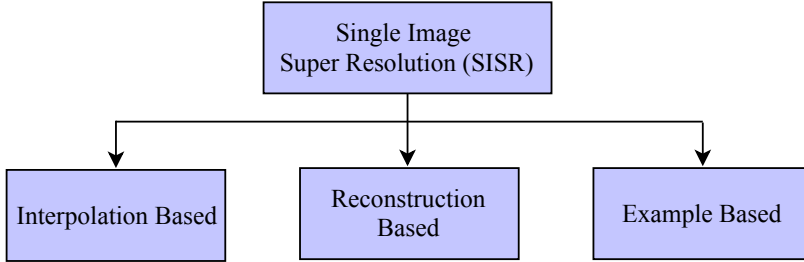 Single Image
Super Resolution (SISR)
Interpolation Based
Reconstruction
Based
Example Based